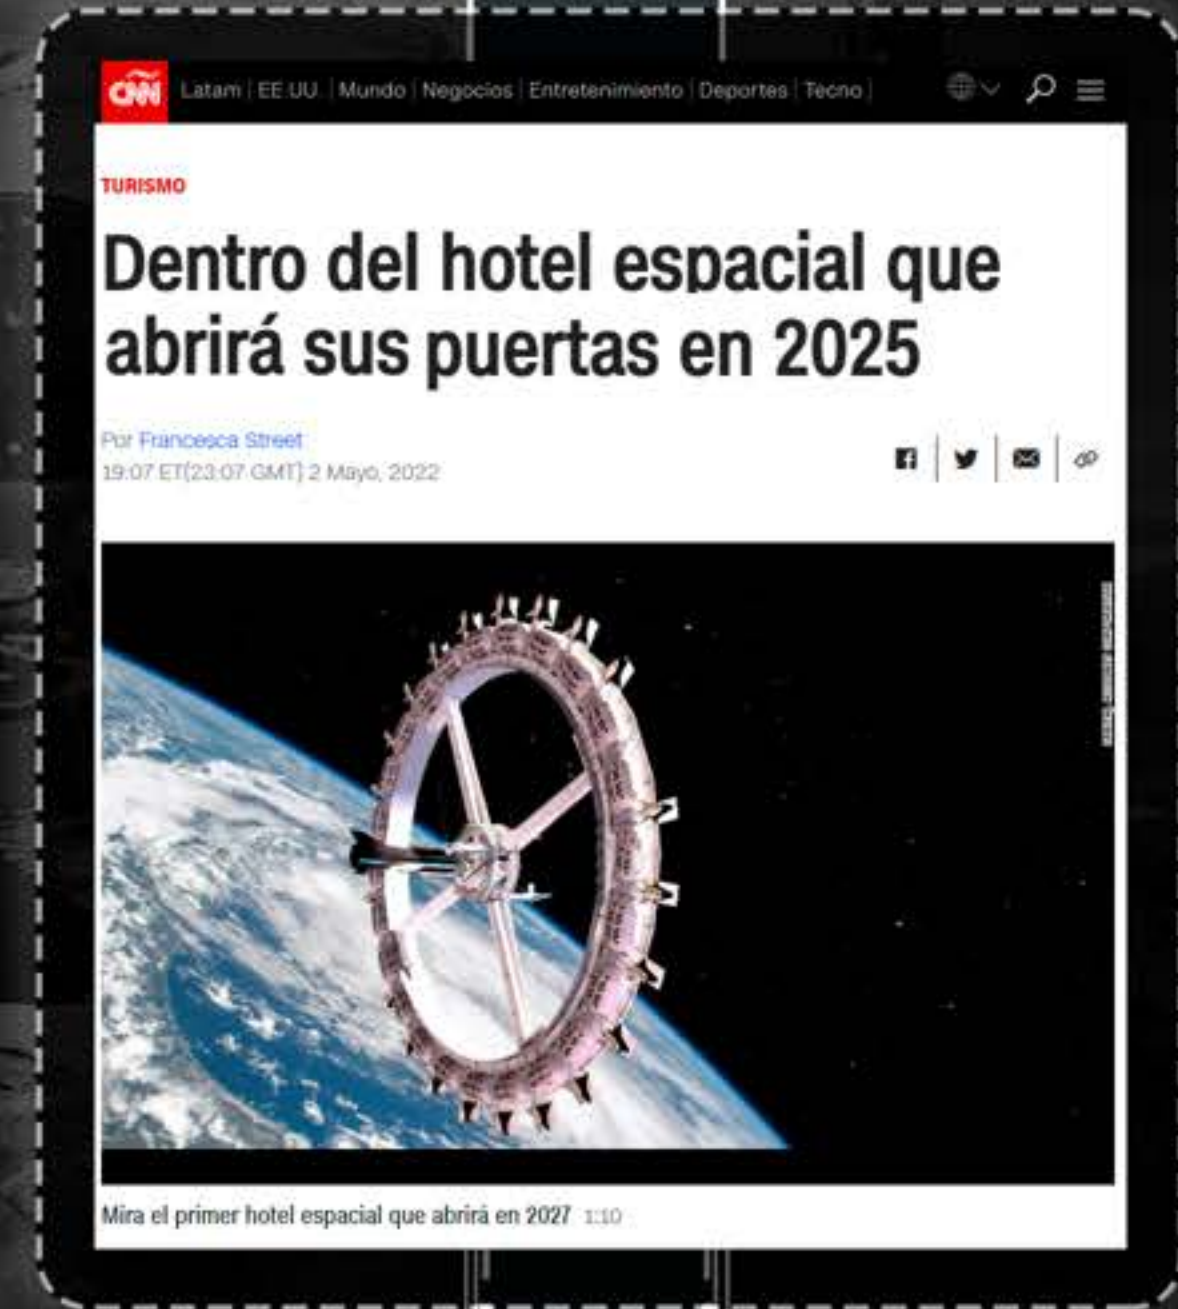 CNN
Latam | EE.UU. | Mundo | Negocios | Entretenimiento | Deportes | Tecno |
TURISMO
Dentro del hotel espacial que
abrirá sus puertas en 2025
Por Francesca Street
19:07 ET(23:07 GMT) 2 Mayo, 2022
Mira el primer hotel espacial que abrirá en 2027 1:10